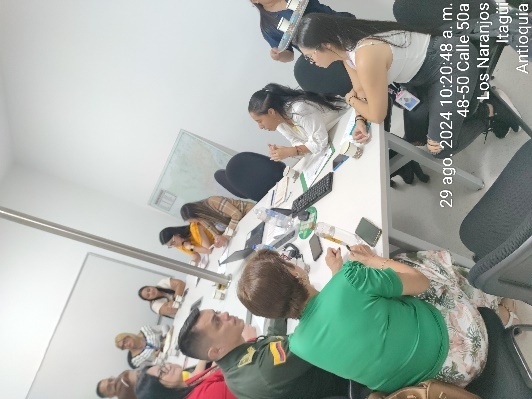 29 ago. 2024 10:20:48 a. m.
48-50 Calle 50a
Los Naranjos
Itagüí
Antioquia